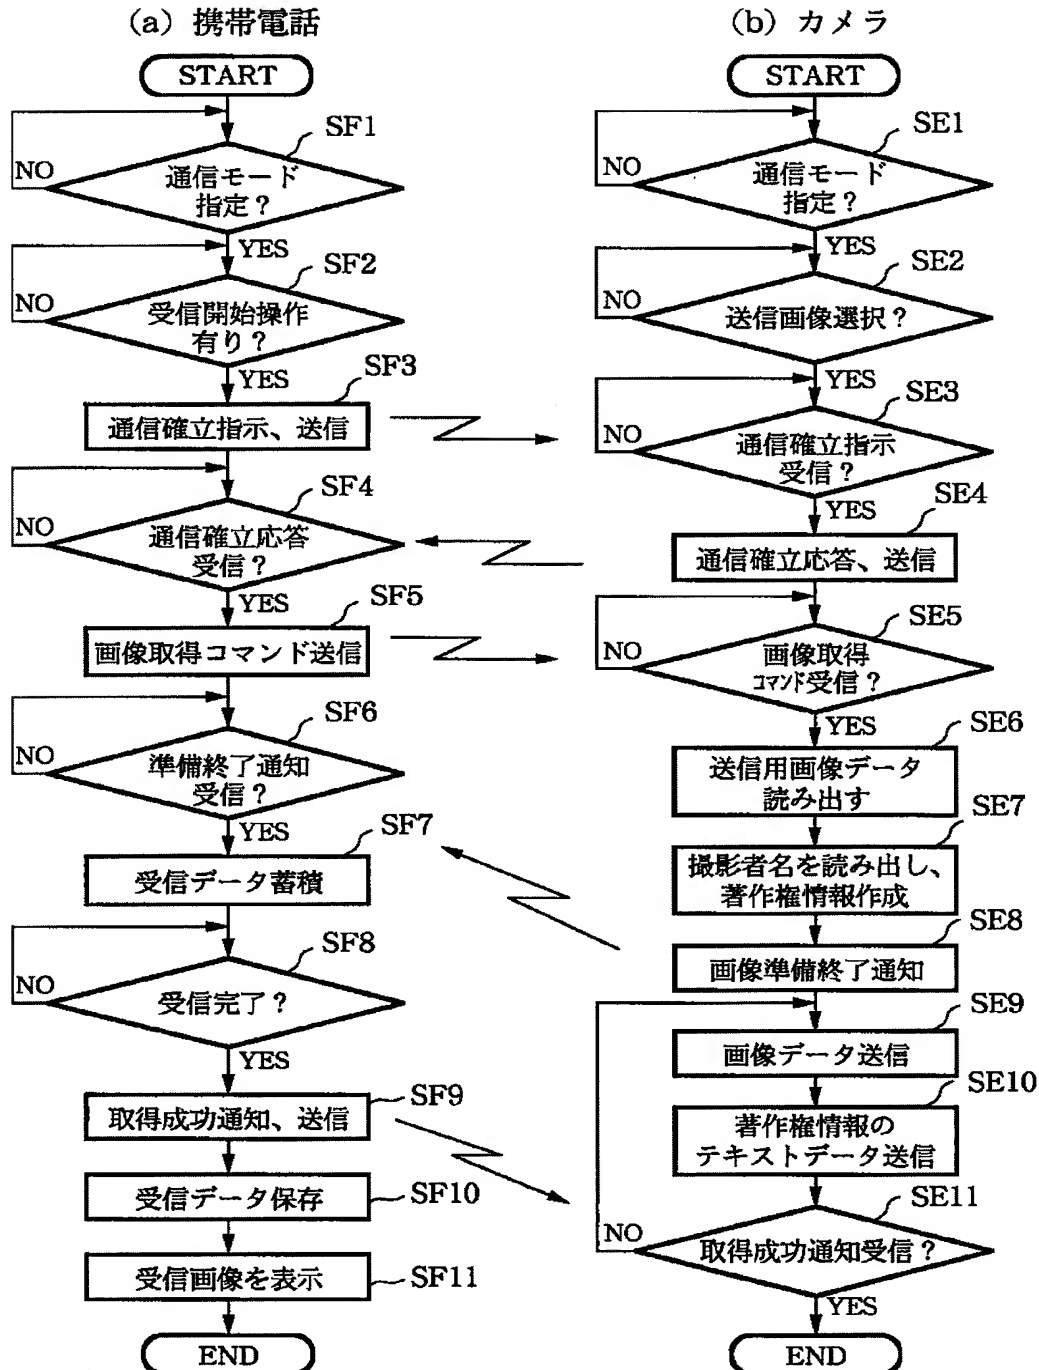 (a) 携帯電話
START
SF1
NO
通信モード
指定？
YES
SF2
NO
受信開始操作
有り？
YES
SF3
通信確立指示、送信
SF4
NO
通信確立応答
受信？
YES
SF5
画像取得コマンド送信
SF6
NO
準備終了通知
受信？
YES
SF7
受信データ蓄積
SF8
NO
受信完了？
YES
SF9
取得成功通知、送信
受信データ保存
SF10
受信画像を表示
SF11
END
(b) カメラ
START
SE1
NO
通信モード
指定？
YES
SE2
NO
送信画像選択？
YES
SE3
NO
通信確立指示
受信？
YES
SE4
通信確立応答、送信
SE5
NO
画像取得
コマンド受信？
YES
SE6
送信用画像データ
読み出す
SE7
撮影者名を読み出し、
著作権情報作成
SE8
画像準備終了通知
SE9
画像データ送信
SE10
著作権情報の
テキストデータ送信
SE11
NO
取得成功通知受信？
YES
END